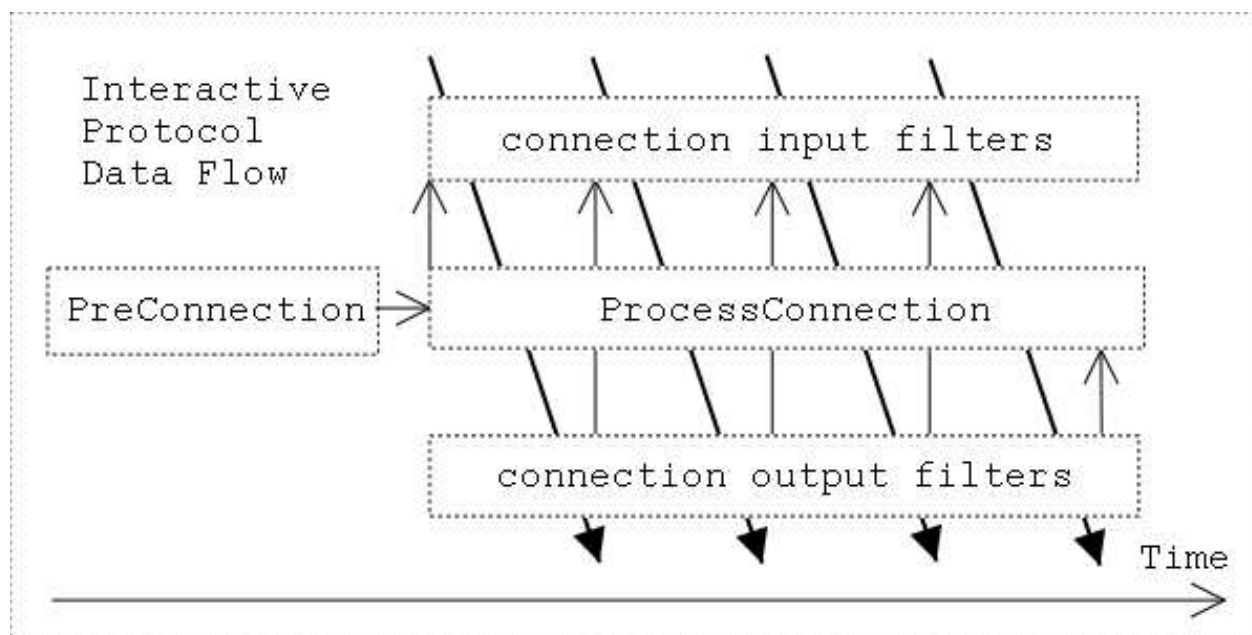 Interactive
Protocol
Data Flow
connection input filters
PreConnection
ProcessConnection
connection output filters
Time